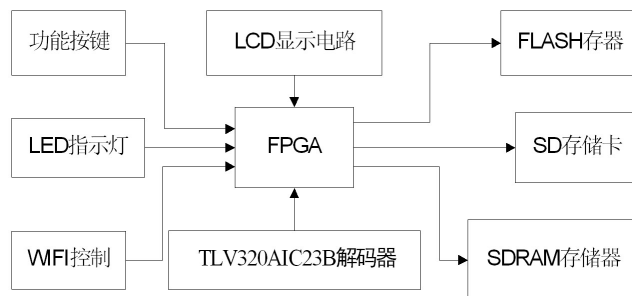 功能按键
LCD显示电路
FLASH存器
LED指示灯
FPGA
SD存储卡
WIFI控制
TLV320AIC23B解码器
SDRAM存储器